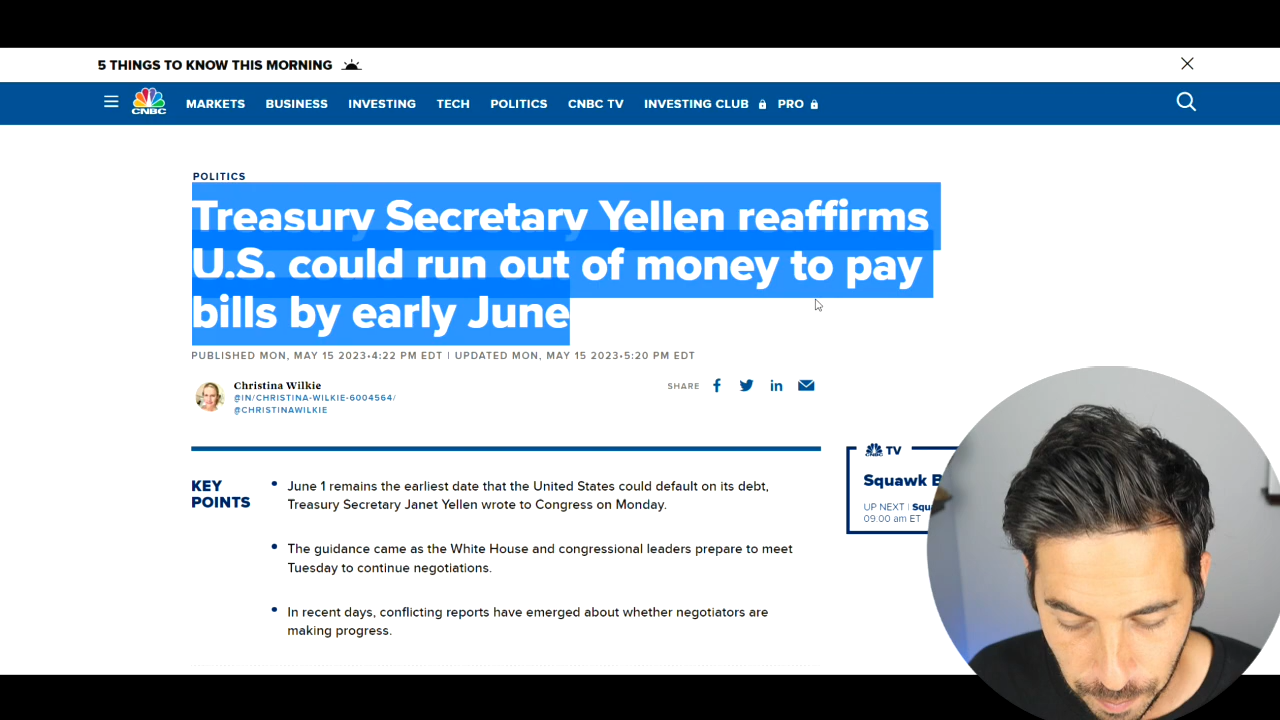 5 THINGS TO KNOW THIS MORNING
CNBC MARKETS BUSINESS INVESTING TECH POLITICS CNBC TV INVESTING CLUB PRO
POLITICS
Treasury Secretary Yellen reaffirms
U.S. could run out of money to pay
bills by early June
PUBLISHED MON, MAY 15 2023•4:22 PM EDT | UPDATED MON, MAY 15 2023•5:20 PM EDT
Christina Wilkie
@IN/CHRISTINA-WILKIE-6004564/
@CHRISTINAWILKIE
SHARE
KEY
POINTS
• June 1 remains the earliest date that the United States could default on its debt,
Treasury Secretary Janet Yellen wrote to Congress on Monday.
• The guidance came as the White House and congressional leaders prepare to meet
Tuesday to continue negotiations.
• In recent days, conflicting reports have emerged about whether negotiators are
making progress.
TV
Squawk
UP NEXT |
09:00 am ET